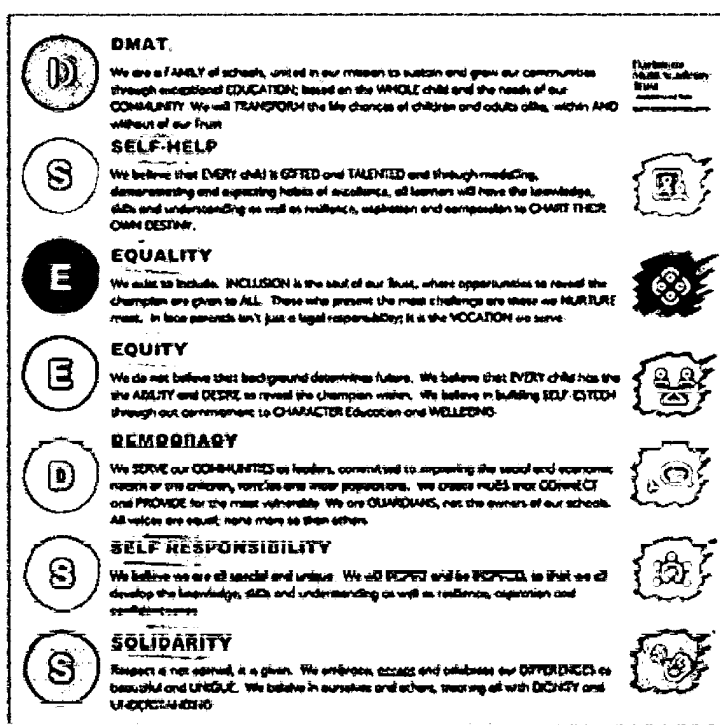 D
DMAT
We are a FAMILY of schools, united in our mission to sustain and grow our communities
through exceptional EDUCATION; based on the WHOLE child and the needs of our
COMMUNITY. We will TRANSFORM the life chances of children and adults alike, within AND
without of our Trust
Trust
S
SELF-HELP
We believe that EVERY child is GIFTED and TALENTED and through modelling,
demonstrating and expecting habits of excellence, all learners will have the knowledge,
skills and understanding as well as resilience, aspiration and compassion to CHART THEIR
OWN DESTINY.
E
EQUALITY
We exist to include. INCLUSION is the soul of our Trust, where opportunities to reveal the
champion are given to ALL. Those who present the most challenge are those we NURTURE
most. In loco parentis isn't just a legal responsibility; it is the VOCATION we serve
E
EQUITY
We do not believe that background determines future. We believe that EVERY child has the
the ABILITY and DESIRE to reveal the champion within. We believe in building SELF-ESTEEM
through out commitment to CHARACTER Education and WELLBEING
D
DEMOCRACY
We SERVE our COMMUNITIES as leaders, committed to improving the social and economic
health of the children, families and wider populations. We create HUBS that CONNECT
and PROVIDE for the most vulnerable. We are GUARDIANS, not the owners of our schools.
All voices are equal; none more so than others
S
SELF RESPONSIBILITY
We believe we are all special and unique. We will INSPIRE and be INSPIRED, so that we all
develop the knowledge, skills and understanding as well as resilience, aspiration and
S
SOLIDARITY
Respect is not earned, it is given. We embrace, accept and celebrate our DIFFERENCES as
beautiful and UNIQUE. We believe in ourselves and others, treating all with DIGNITY and
UNDERSTANDING